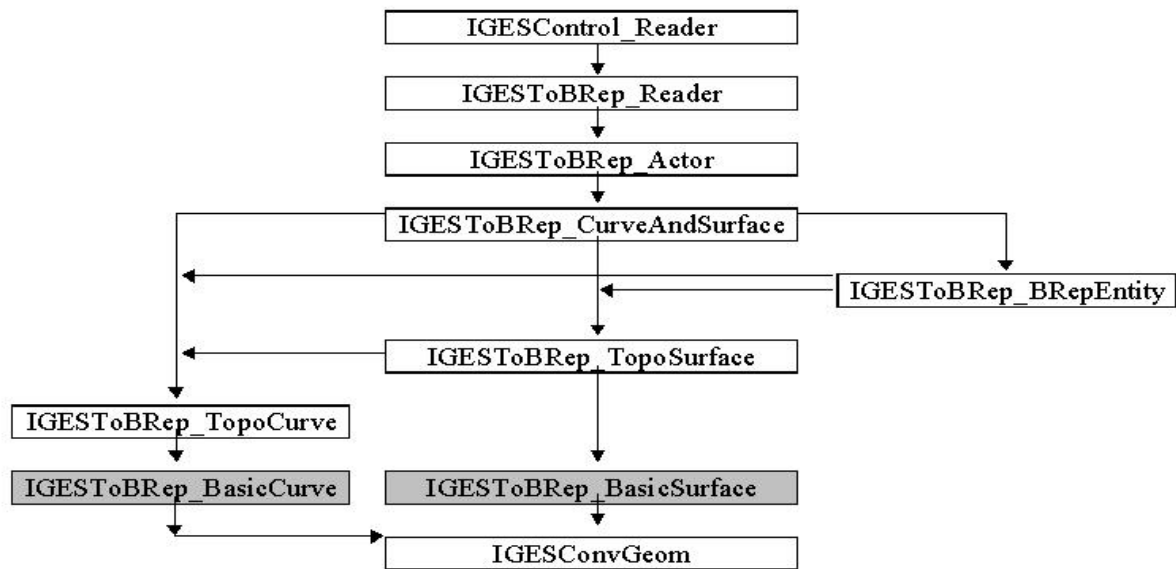 IGESControl_Reader
IGESToBRep_Reader
IGESToBRep_Actor
IGESToBRep_CurveAndSurface
IGESToBRep_BRepEntity
IGESToBRep_TopoSurface
IGESToBRep_TopoCurve
IGESToBRep_BasicCurve
IGESToBRep_BasicSurface
IGESConvGeom